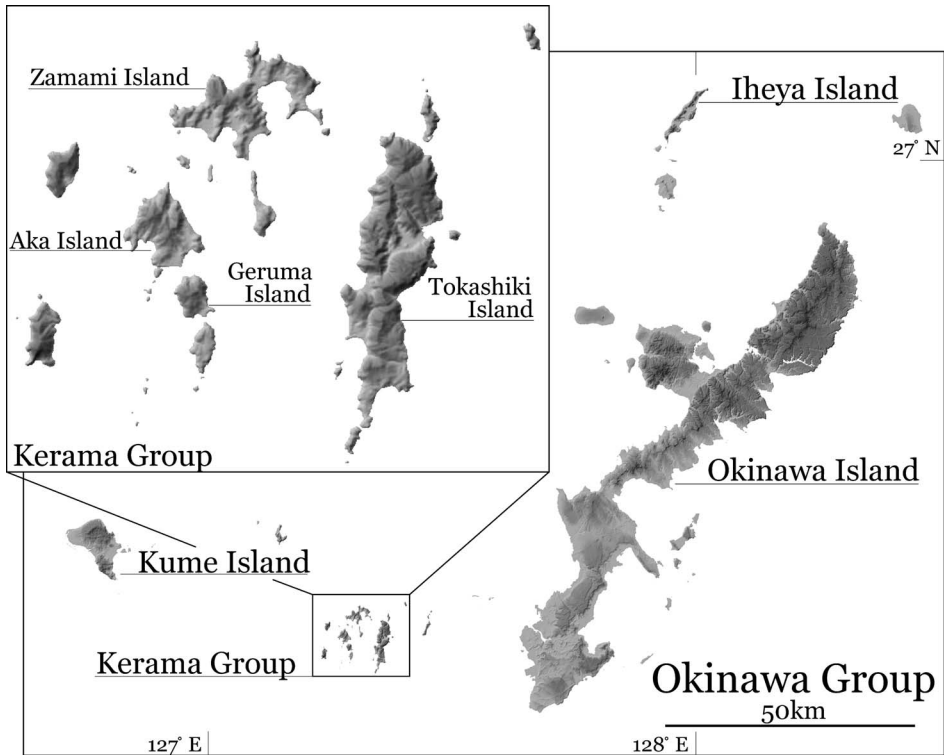 Zamami Island
Iheya Island
27° N
Aka Island
Geruma
Island
Tokashiki
Island
Kerama Group
Okinawa Island
Kume Island
Kerama Group
Okinawa Group
50km
127° E
128° E